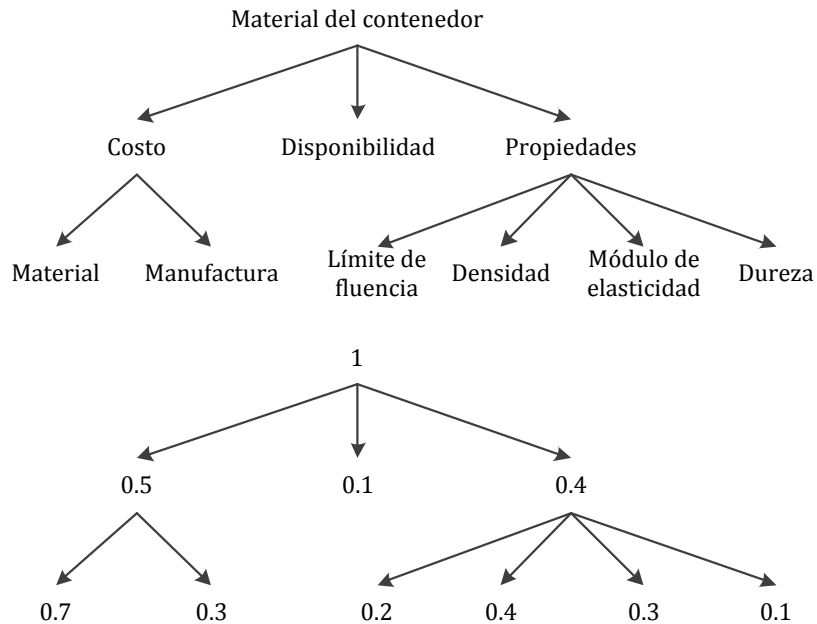 Material del contenedor
Costo Disponibilidad Propiedades
Material Manufactura Límite de fluencia Densidad Módulo de elasticidad Dureza
1
0.5 0.1 0.4
0.7 0.3 0.2 0.4 0.3 0.1